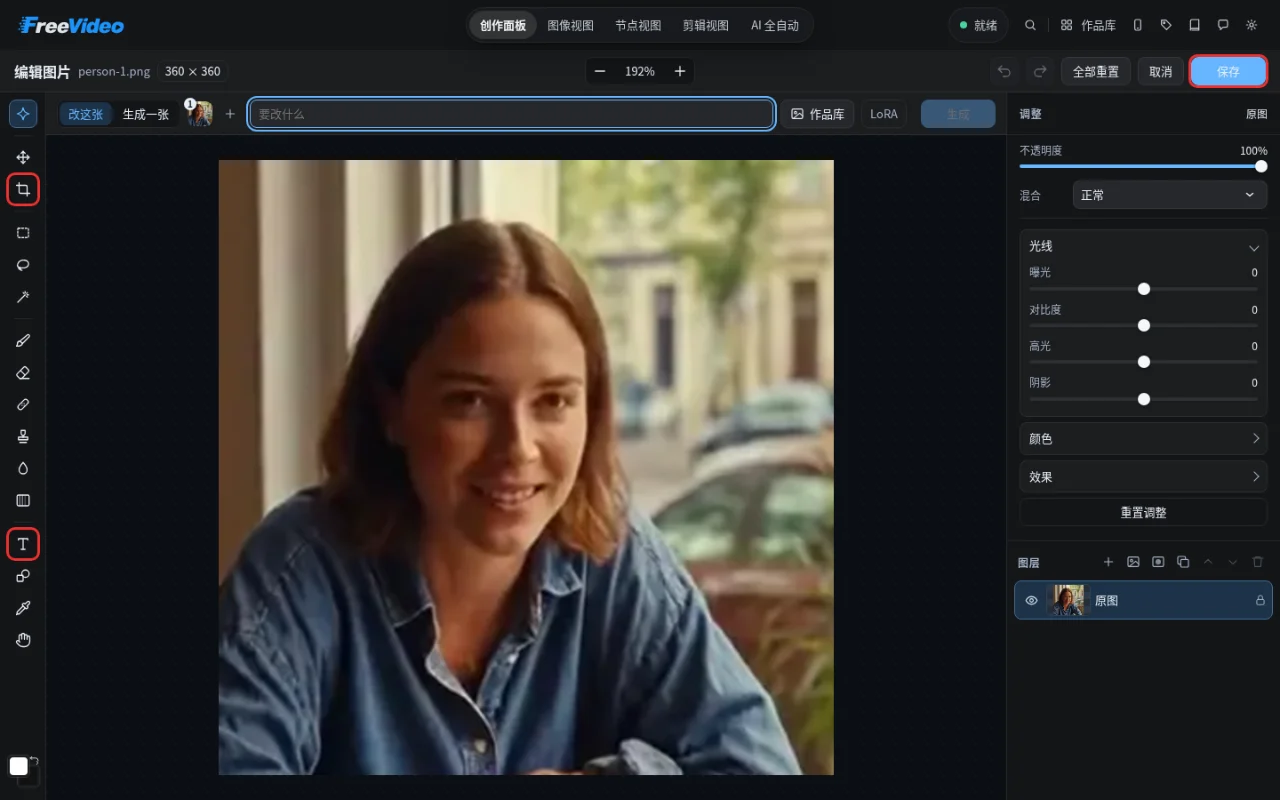 FreeVideo
创作面板 图像视图 节点视图 剪辑视图 AI 全自动
就绪
作品库
编辑图片 person-1.png 360 × 360
192%
全部重置 取消 保存
改这张 生成一张 1
要改什么
作品库 LoRA 生成
调整 原图
不透明度 100%
混合 正常
光线
曝光 0
对比度 0
高光 0
阴影 0
颜色
效果
重置调整
图层
原图